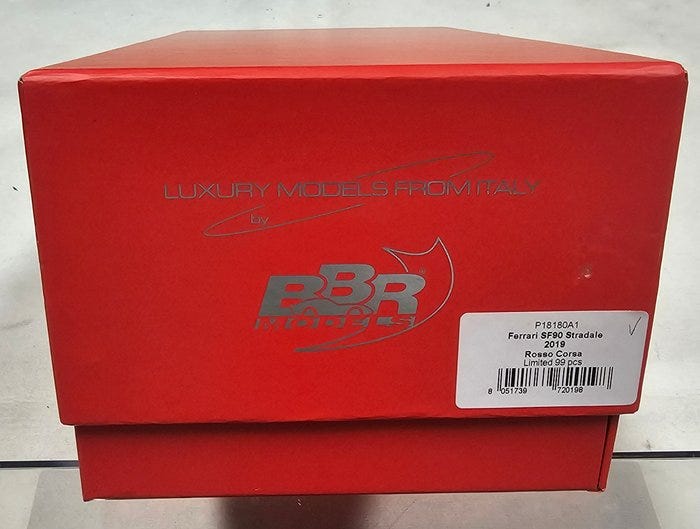 LUXURY MODELS FROM ITALY
by
BBR®
MODELS
P18180A1
Ferrari SF90 Stradale
2019
Rosso Corsa
Limited 99 pcs
8 051739 720198